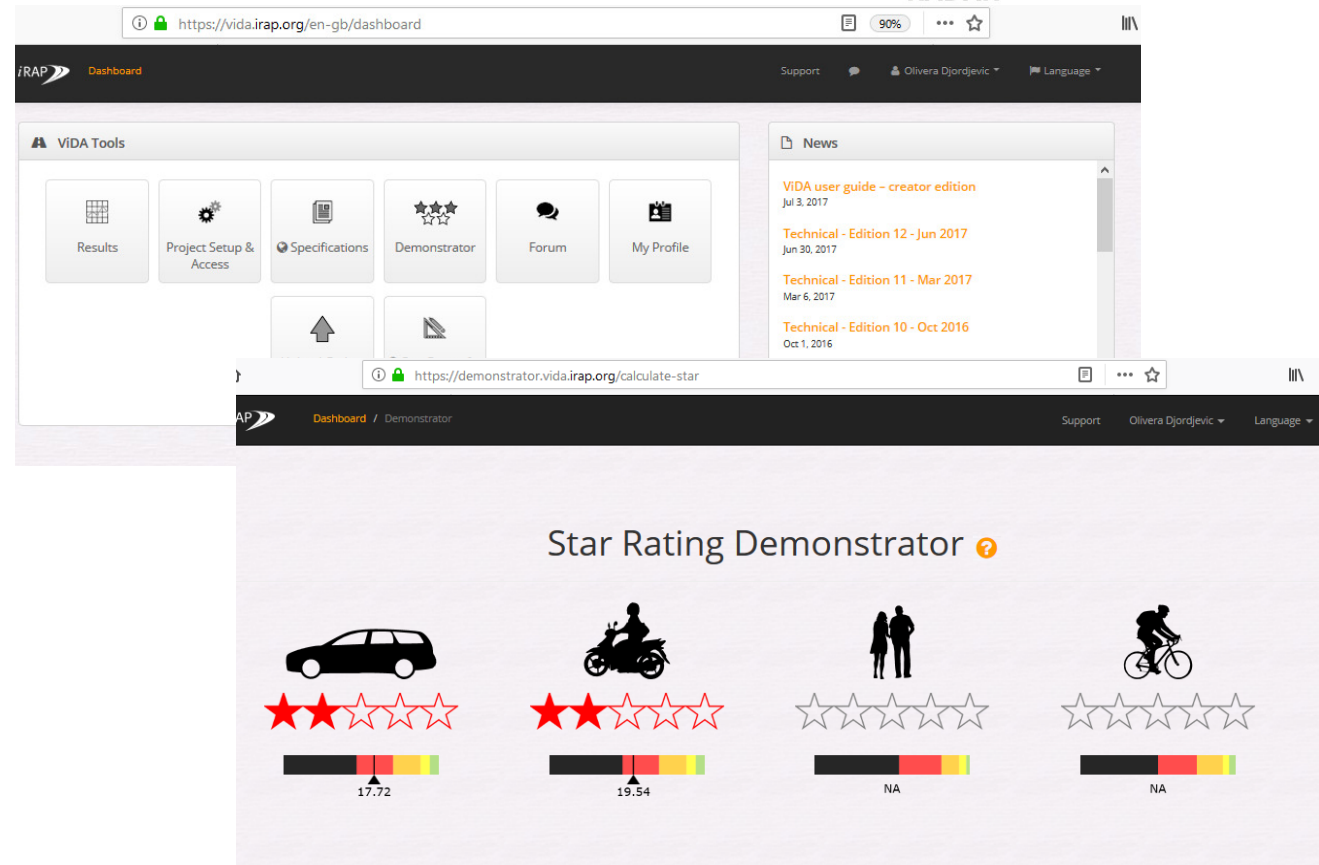 https://vida.irap.org/en-gb/dashboard
90%
iRAP Dashboard Support Olivera Djordjevic Language
ViDA Tools
Results
Project Setup & Access
Specifications
Demonstrator
Forum
My Profile
News
ViDA user guide – creator edition
Jul 3, 2017
Technical - Edition 12 - Jun 2017
Jun 30, 2017
Technical - Edition 11 - Mar 2017
Mar 6, 2017
Technical - Edition 10 - Oct 2016
Oct 1, 2016
https://demonstrator.vida.irap.org/calculate-star
AP Dashboard / Demonstrator Support Olivera Djordjevic Language
Star Rating Demonstrator ?
17.72
19.54
NA
NA